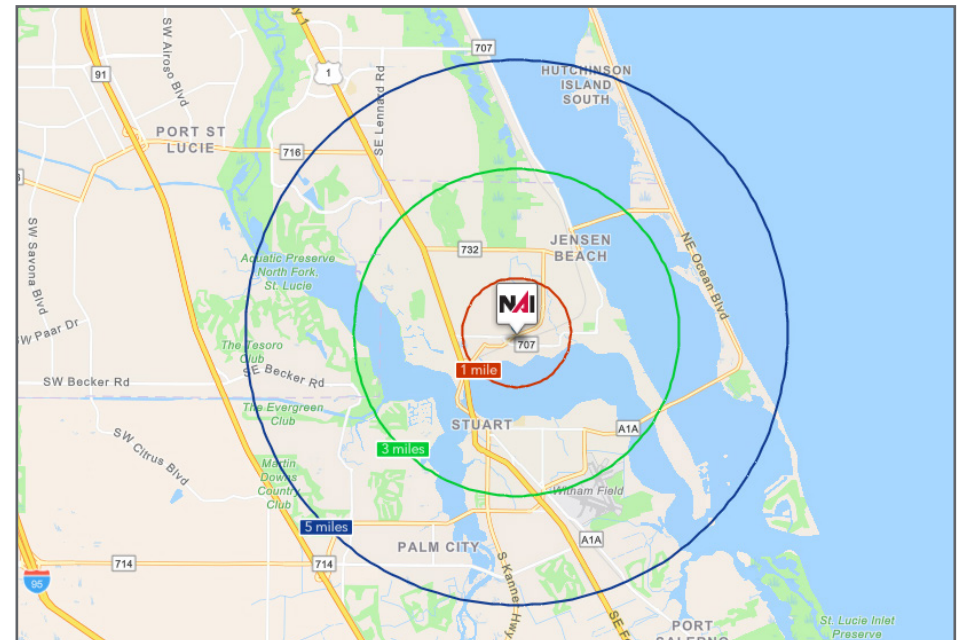 y 1
707
91
1
SW Airoso Blvd
SE Lennard Rd
HUTCHINSON
ISLAND
SOUTH
PORT ST
LUCIE
716
SW Savona Blvd
732
JENSEN
BEACH
NE Ocean Blvd
Aquatic Preserve
North Fork,
St. Lucie
NAI
707
SW Paar Dr
The Tesoro
Club
1 mile
SW Becker Rd
SE Becker Rd
The Evergreen
Club
STUART
A1A
SW Citrus Blvd
3 miles
Martin
Downs
Country
Club
Witham Field
5 miles
A1A
PALM CITY
714
714
95
S Kanner Hwy
SE F
PORT
SALERNO
St. Lucie Inlet
Preserve